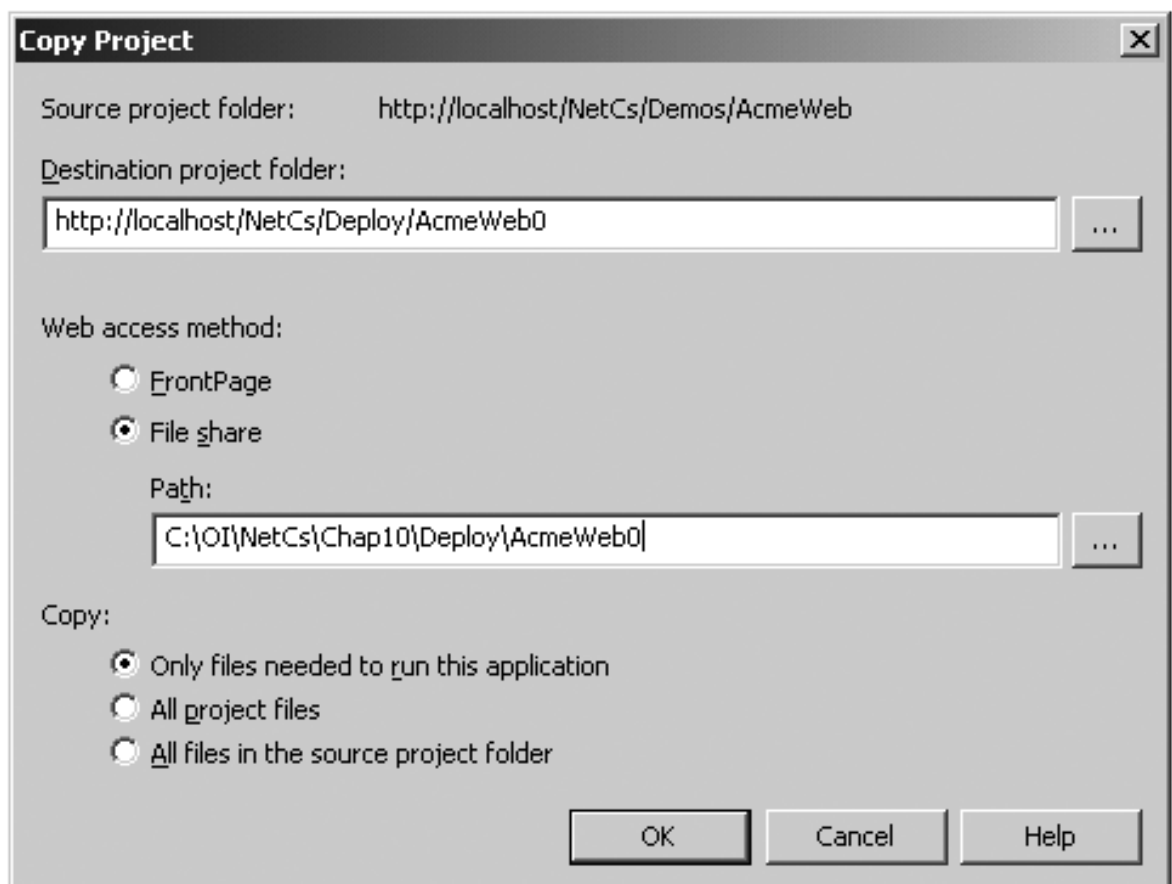 Copy Project
Source project folder: http://localhost/NetCs/Demos/AcmeWeb
Destination project folder:
http://localhost/NetCs/Deploy/AcmeWeb0
...
Web access method:
FrontPage
File share
Path:
C:\OI\NetCs\Chap10\Deploy\AcmeWeb0
...
Copy:
Only files needed to run this application
All project files
All files in the source project folder
OK Cancel Help